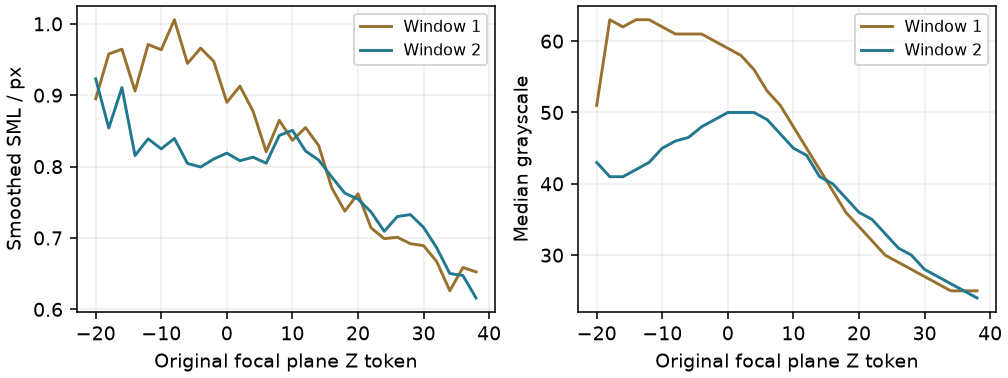 Smoothed SML / px
1.0
0.9
0.8
0.7
0.6
−20
−10
0
10
20
30
40
Original focal plane Z token
Window 1
Window 2
Median grayscale
60
50
40
30
−20
−10
0
10
20
30
40
Original focal plane Z token
Window 1
Window 2